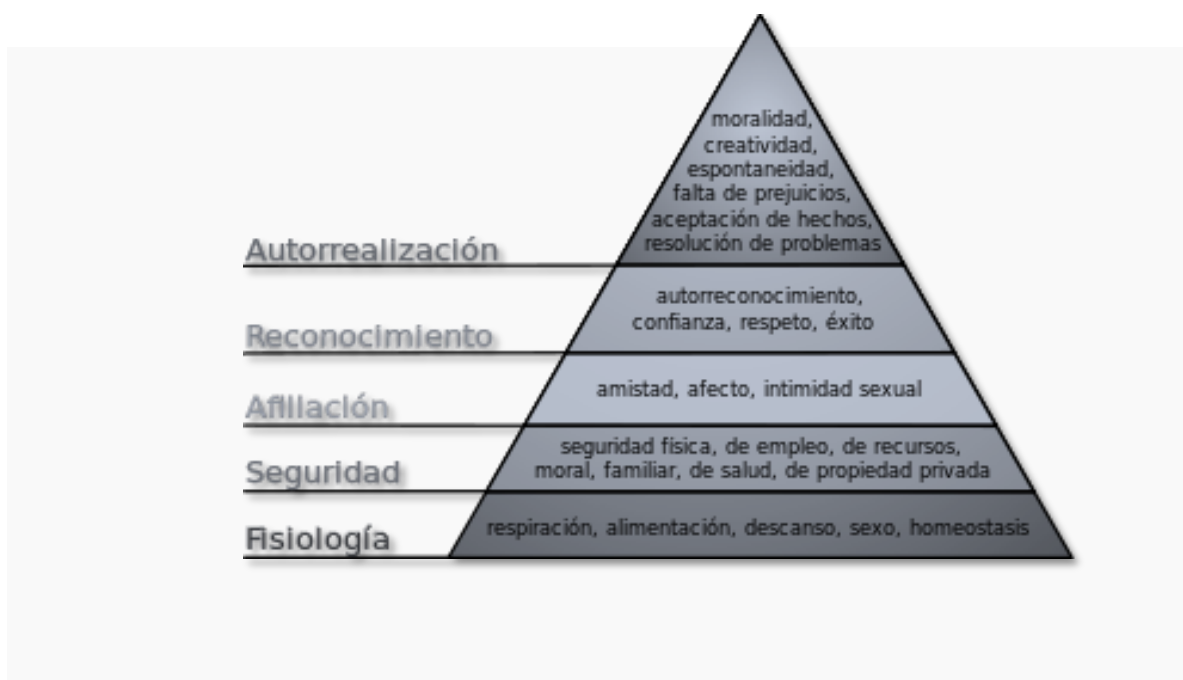 moralidad,
creatividad,
espontaneidad,
falta de prejuicios,
aceptación de hechos,
resolución de problemas
Autorrealización
autorreconocimiento,
confianza, respeto, éxito
Reconocimiento
amistad, afecto, intimidad sexual
Afiliación
seguridad física, de empleo, de recursos,
moral, familiar, de salud, de propiedad privada
Seguridad
respiración, alimentación, descanso, sexo, homeostasis
Fisiología